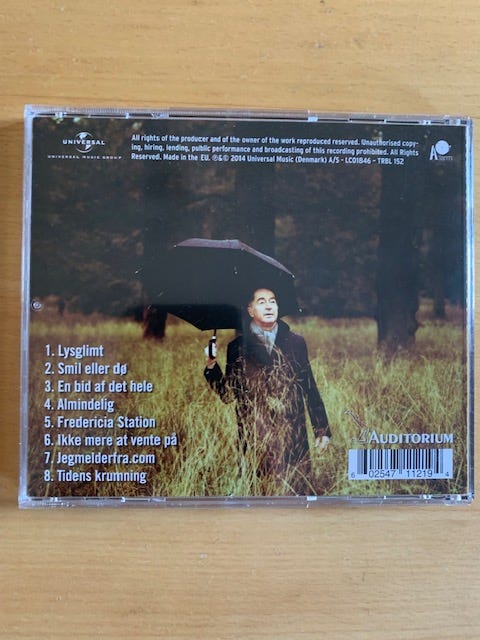 UNIVERSAL
UNIVERSAL MUSIC GROUP
All rights of the producer and of the owner of the work reproduced reserved. Unauthorised copy-
ing, hiring, lending, public performance and broadcasting of this recording prohibited. All Rights
Reserved. Made in the EU. ℗&© 2014 Universal Music (Denmark) A/S - LC01846 - TRBL 152
1. Lysglimt
2. Smil eller dø
3. En bid af det hele
4. Almindelig
5. Fredericia Station
6. Ikke mere at vente på
7. Jegmelderfra.com
8. Tidens krumning
AUDITORIUM
6 02547 11219 4